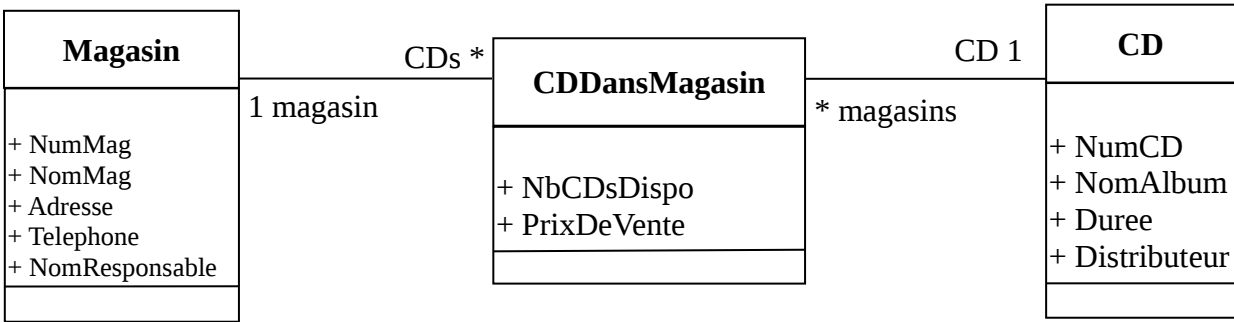 Magasin
+ NumMag
+ NomMag
+ Adresse
+ Telephone
+ NomResponsable
CDs *
1 magasin
CDDansMagasin
+ NbCDsDispo
+ PrixDeVente
CD 1
* magasins
CD
+ NumCD
+ NomAlbum
+ Duree
+ Distributeur